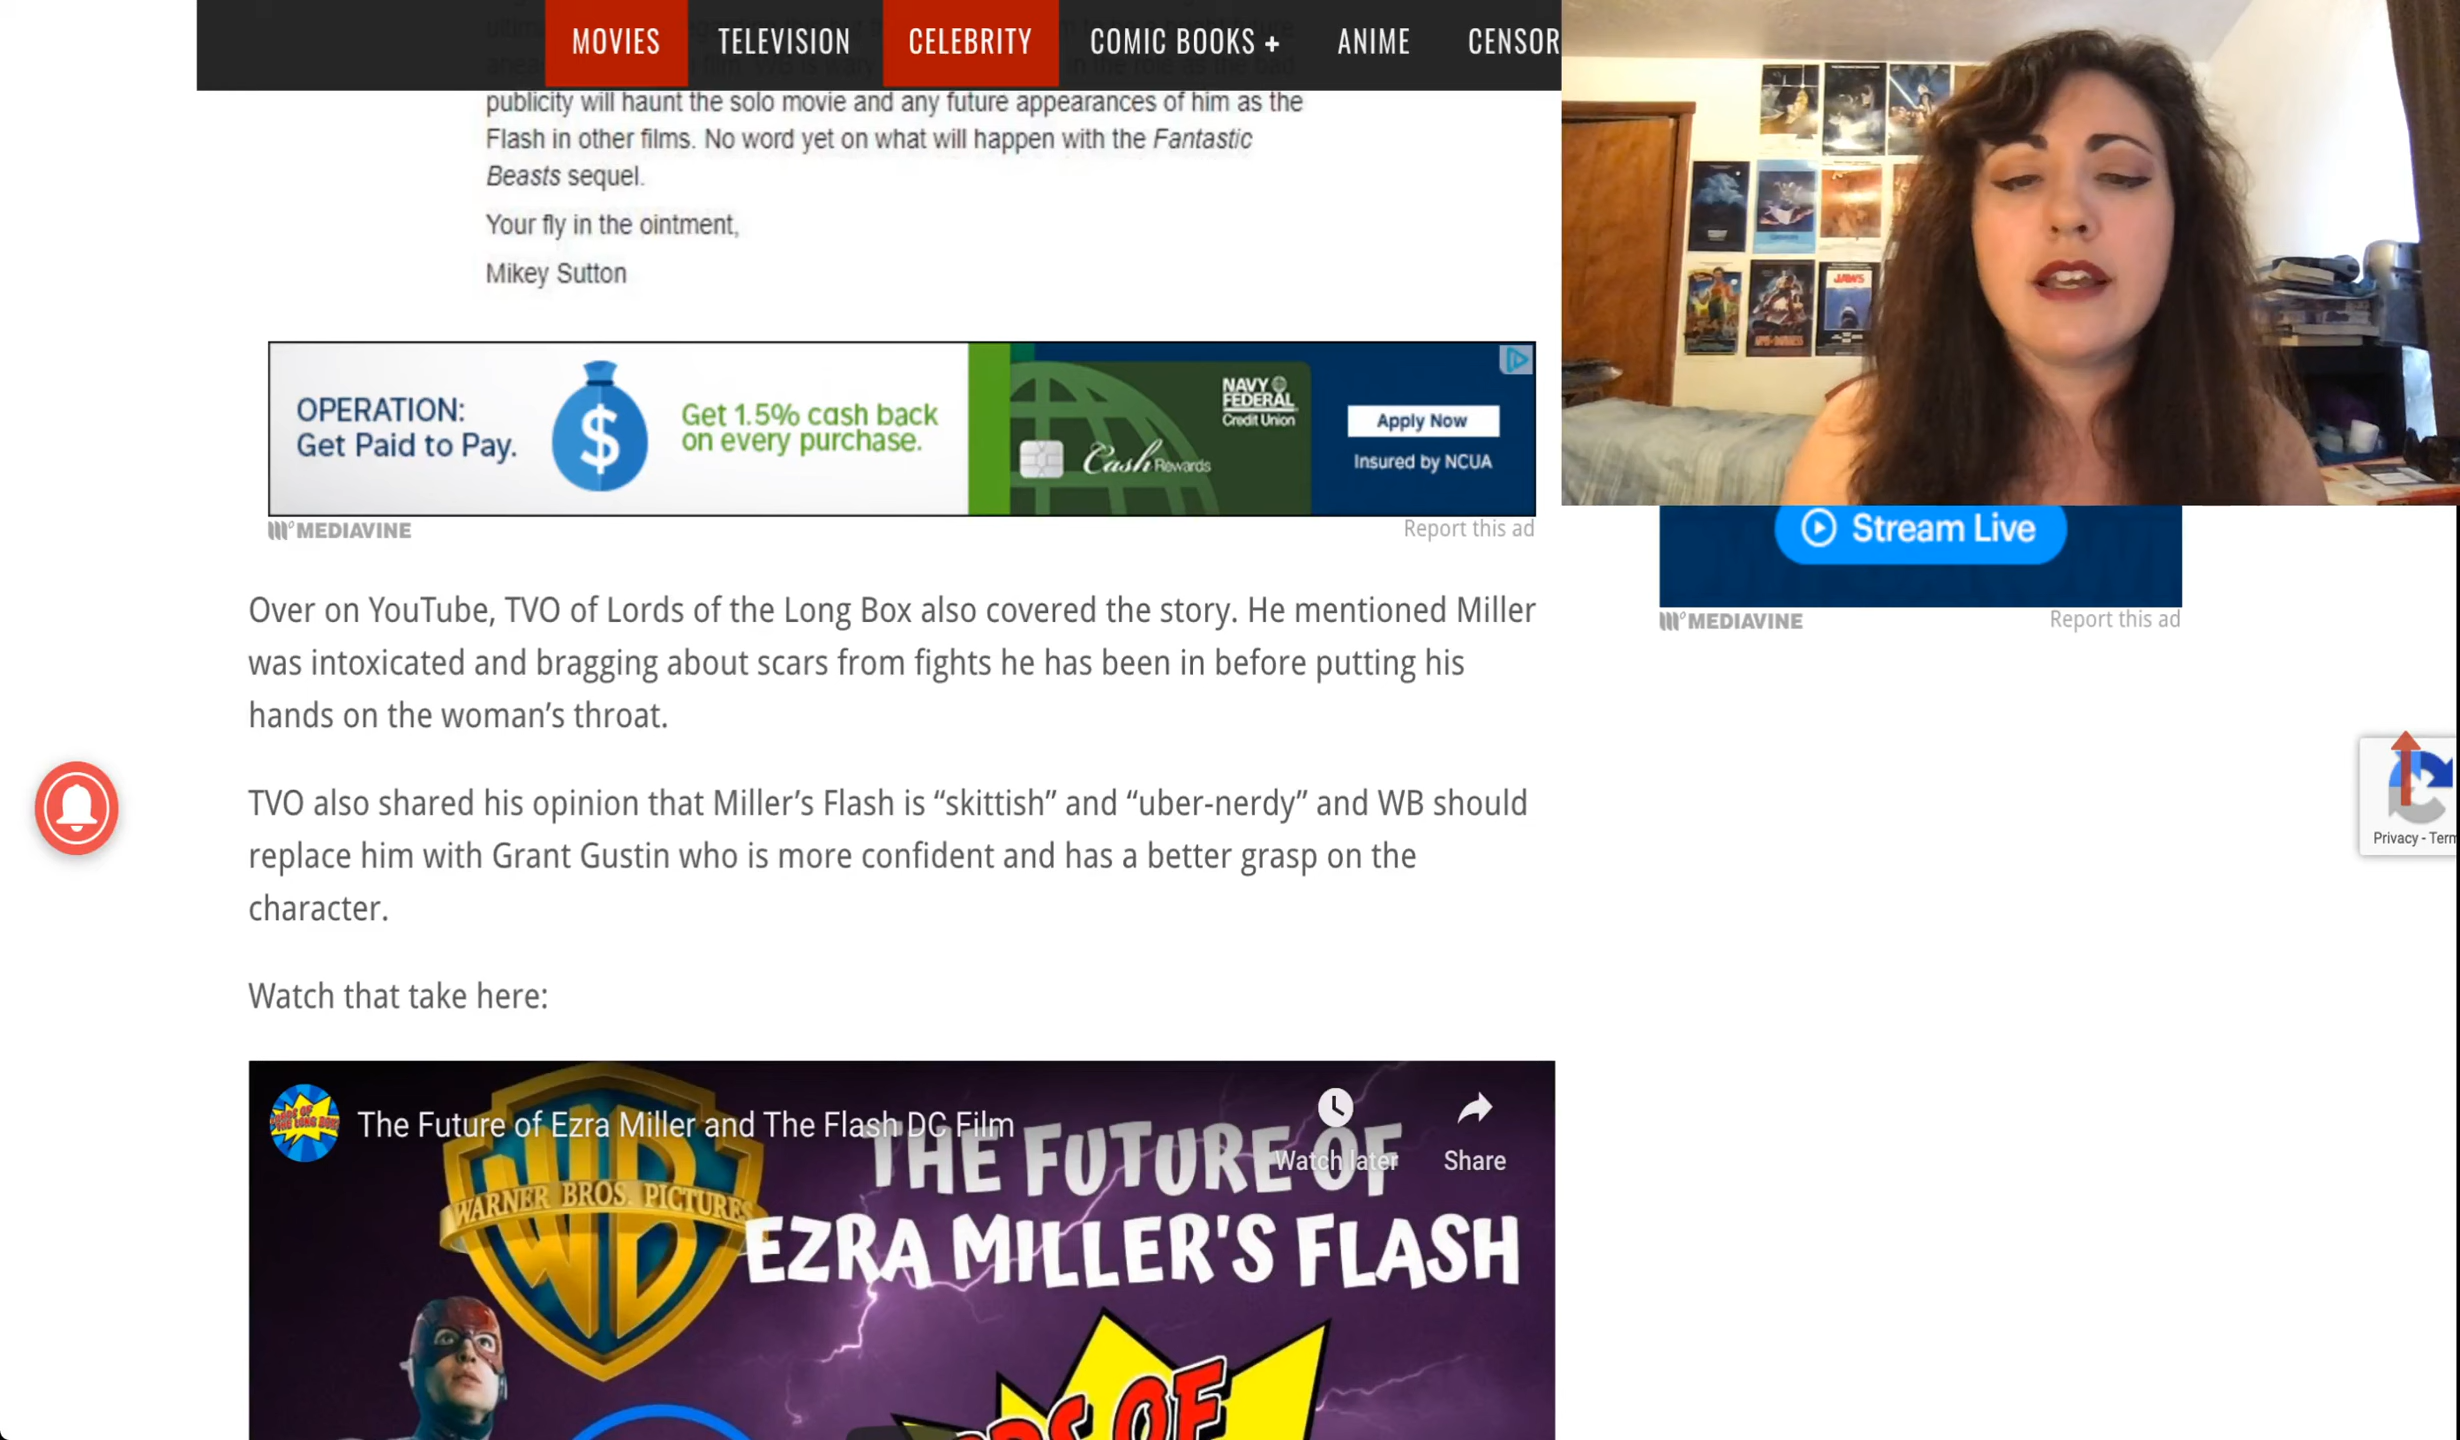 MOVIES TELEVISION CELEBRITY COMIC BOOKS + ANIME CENSOR
publicity will haunt the solo movie and any future appearances of him as the
Flash in other films. No word yet on what will happen with the Fantastic
Beasts sequel.
Your fly in the ointment,
Mikey Sutton
OPERATION:
Get Paid to Pay.
$
Get 1.5% cash back
on every purchase.
NAVY
FEDERAL
Credit Union
Cash Rewards
Apply Now
Insured by NCUA
MEDIAVINE
Report this ad
JAWS
Stream Live
MEDIAVINE
Report this ad
Over on YouTube, TVO of Lords of the Long Box also covered the story. He mentioned Miller
was intoxicated and bragging about scars from fights he has been in before putting his
hands on the woman’s throat.
TVO also shared his opinion that Miller’s Flash is “skittish” and “uber-nerdy” and WB should
replace him with Grant Gustin who is more confident and has a better grasp on the
character.
Privacy - Term
Watch that take here:
The Future of Ezra Miller and The Flash DC Film
Watch later
Share
WARNER BROS. PICTURES
THE FUTURE OF
EZRA MILLER'S FLASH
OF